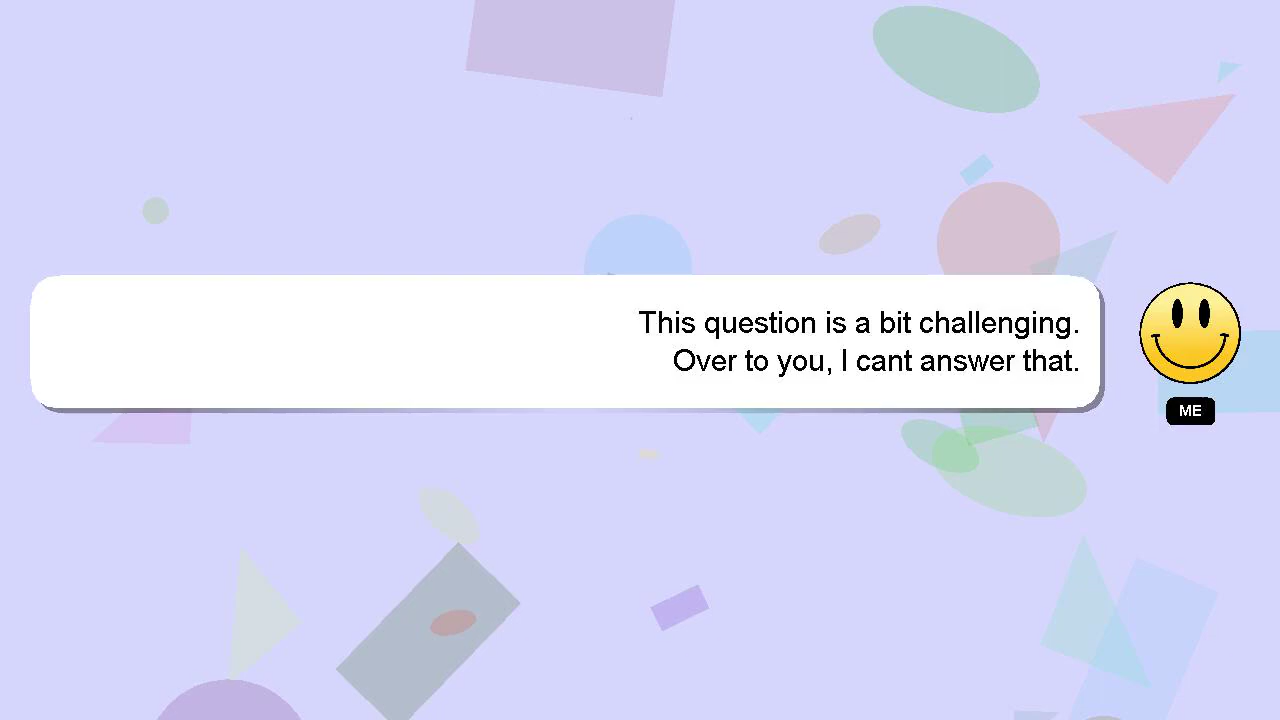 This question is a bit challenging.
Over to you, I cant answer that.
ME